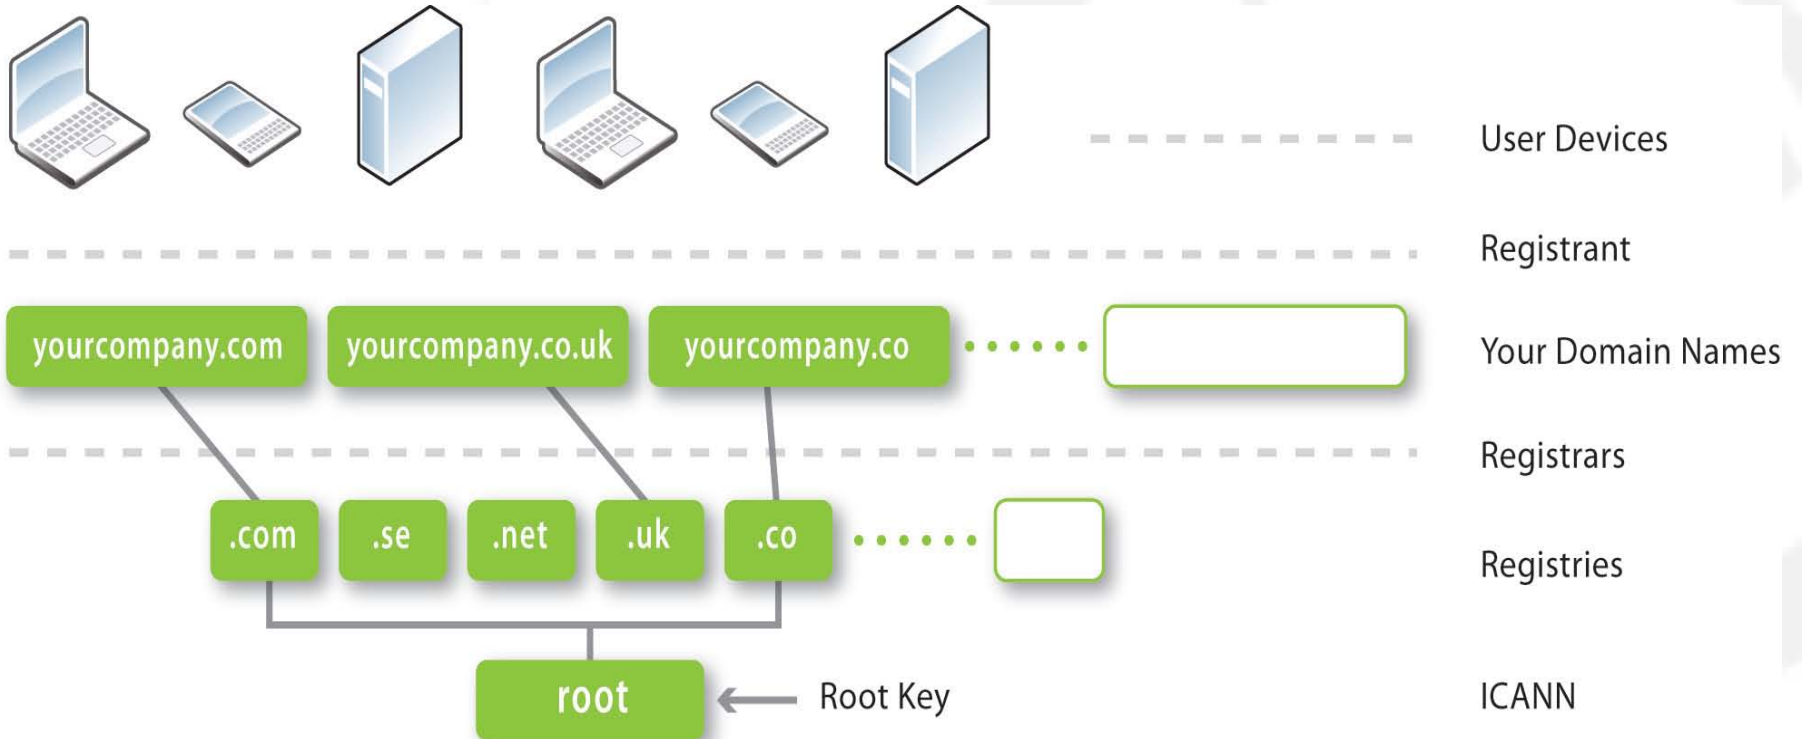 User Devices
Registrant
yourcompany.com
yourcompany.co.uk
yourcompany.co
Your Domain Names
Registrars
.com
.se
.net
.uk
.co
Registries
root
Root Key
ICANN